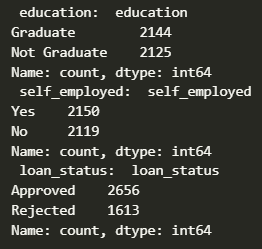 education:  education
Graduate        2144
Not Graduate    2125
Name: count, dtype: int64
self_employed:  self_employed
Yes    2150
No     2119
Name: count, dtype: int64
loan_status:  loan_status
Approved    2656
Rejected    1613
Name: count, dtype: int64